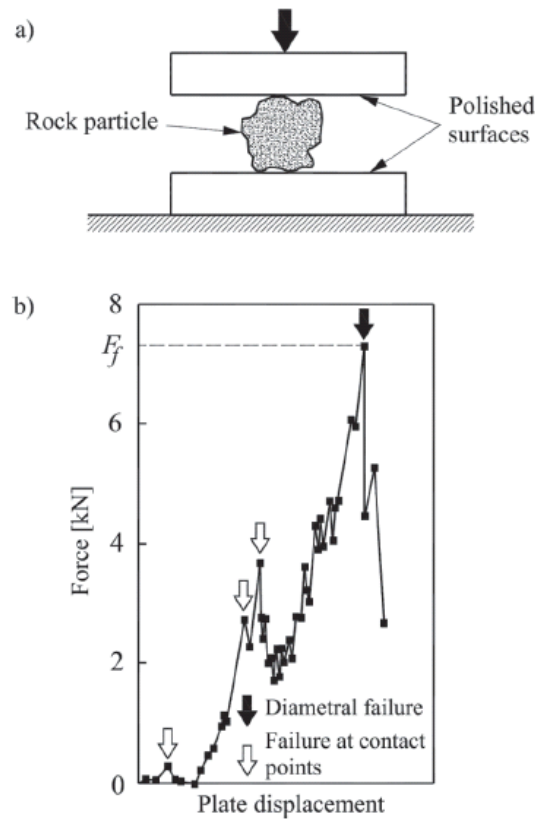 a)
Rock particle
Polished
surfaces
b)
8
F_f
6
4
2
0
Force [kN]
Diametral failure
Failure at contact
points
Plate displacement